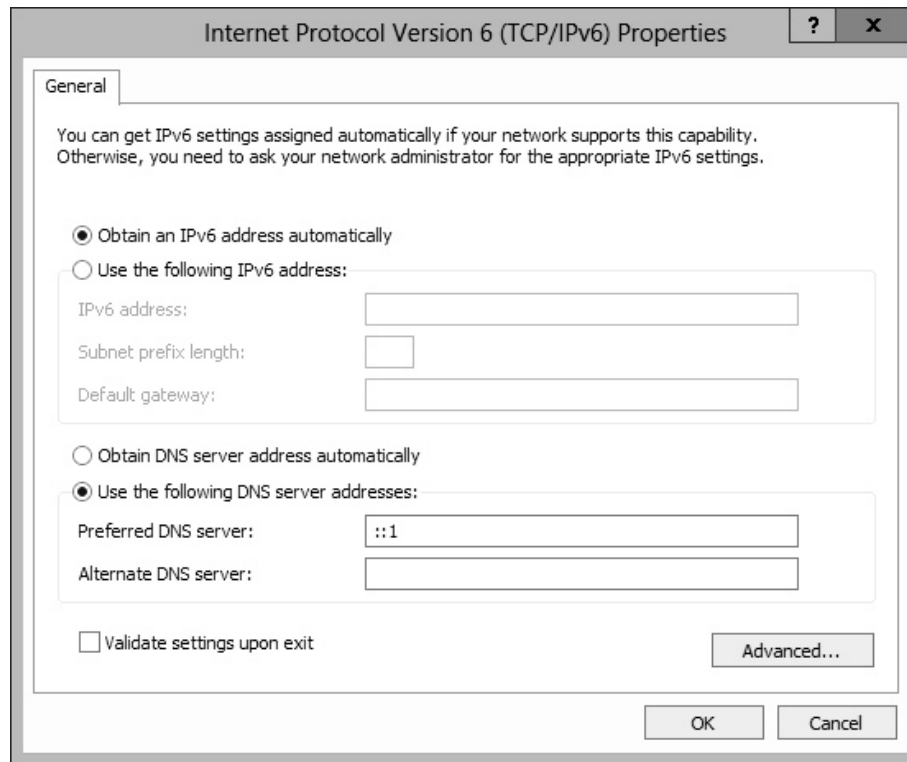 Internet Protocol Version 6 (TCP/IPv6) Properties
?
x
General
You can get IPv6 settings assigned automatically if your network supports this capability.
Otherwise, you need to ask your network administrator for the appropriate IPv6 settings.
Obtain an IPv6 address automatically
Use the following IPv6 address:
IPv6 address:
Subnet prefix length:
Default gateway:
Obtain DNS server address automatically
Use the following DNS server addresses:
Preferred DNS server: ::1
Alternate DNS server:
Validate settings upon exit
Advanced...
OK Cancel